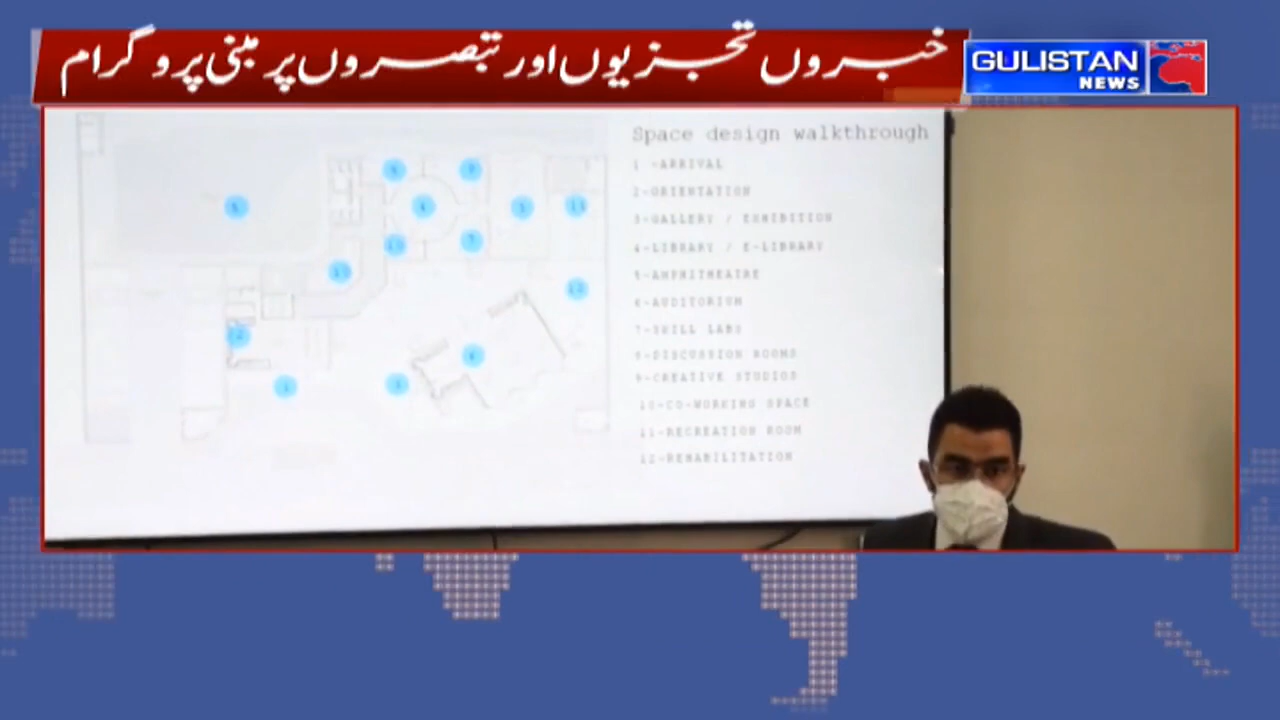 خبروں تجزیوں اور تبصروں پر مبنی پروگرام
GULISTAN
NEWS
Space design walkthrough
1 -ARRIVAL
2-ORIENTATION
3-GALLERY / EXHIBITION
4-LIBRARY / E-LIBRARY
5-AMPHITHEATRE
6-AUDITORIUM
7-SKILL LABS
8-DISCUSSION ROOMS
9-CREATIVE STUDIOS
10-CO-WORKING SPACE
11-RECREATION ROOM
12-REHABILITATION